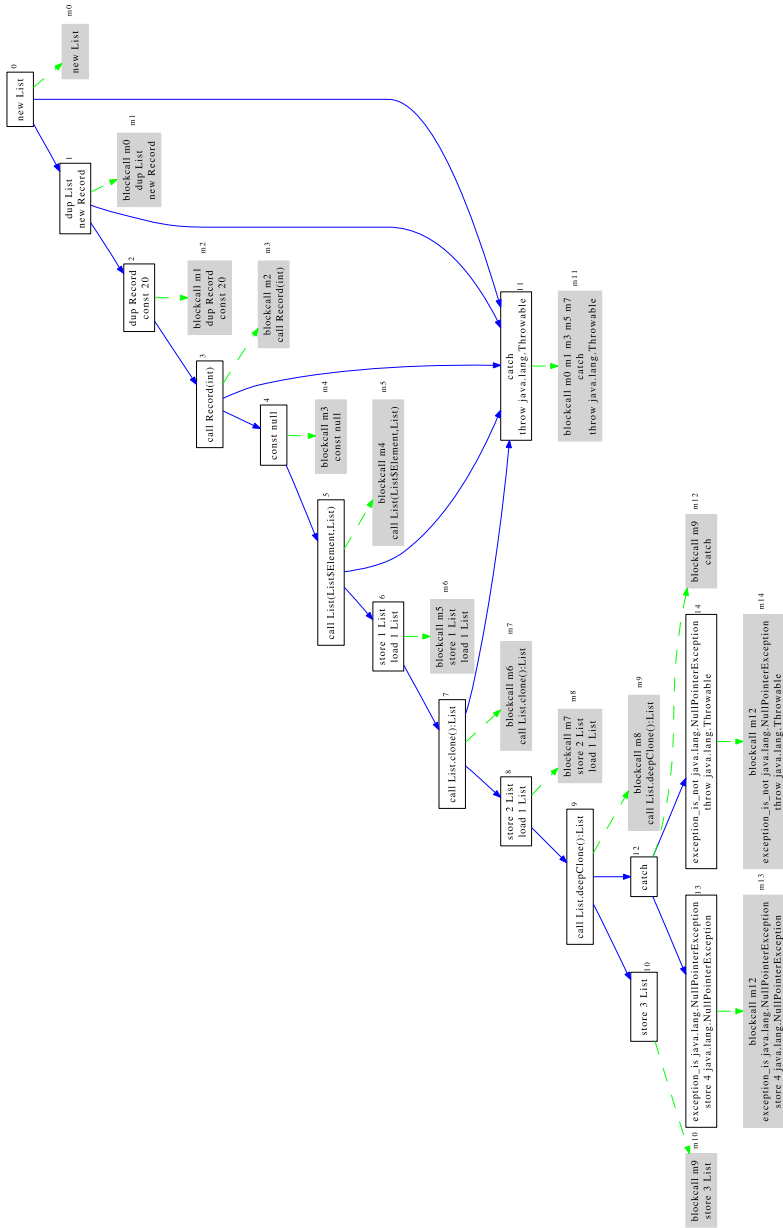 0
new List
m0
new List
1
dup List
new Record
m1
blockcall m0
dup List
new Record
2
dup Record
const 20
m2
blockcall m1
dup Record
const 20
3
call Record(int)
m3
blockcall m2
call Record(int)
4
const null
m4
blockcall m3
const null
5
call List(List$Element,List)
m5
blockcall m4
call List(List$Element,List)
6
store 1 List
load 1 List
m6
blockcall m5
store 1 List
load 1 List
7
call List.clone():List
m7
blockcall m6
call List.clone():List
8
store 2 List
load 1 List
m8
blockcall m7
store 2 List
load 1 List
9
call List.deepClone():List
m9
blockcall m8
call List.deepClone():List
10
store 3 List
m10
blockcall m9
store 3 List
11
catch
throw java.lang.Throwable
m11
blockcall m0 m1 m3 m5 m7
catch
throw java.lang.Throwable
12
catch
m12
blockcall m9
catch
13
exception_is java.lang.NullPointerException
store 4 java.lang.NullPointerException
m13
blockcall m12
exception_is java.lang.NullPointerException
store 4 java.lang.NullPointerException
14
exception_is_not java.lang.NullPointerException
throw java.lang.Throwable
m14
blockcall m12
exception_is_not java.lang.NullPointerException
throw java.lang.Throwable